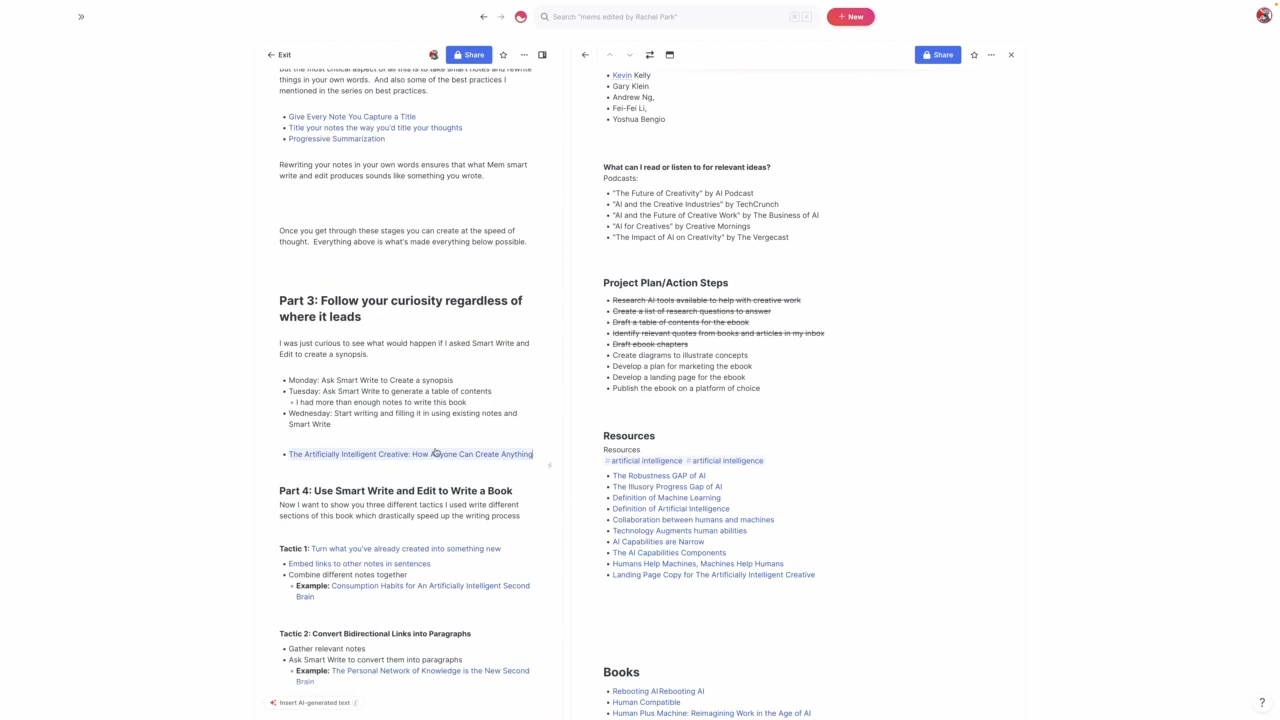 Search "mems edited by Rachel Park"
⌘ K
+ New
Exit
Share
Share
But the most critical aspect of all this is to take smart notes and rewrite
things in your own words.  And also some of the best practices I
mentioned in the series on best practices.
• Give Every Note You Capture a Title
• Title your notes the way you'd title your thoughts
• Progressive Summarization
Rewriting your notes in your own words ensures that what Mem smart
write and edit produces sounds like something you wrote.
Once you get through these stages you can create at the speed of
thought.  Everything above is what's made everything below possible.
Part 3: Follow your curiosity regardless of
where it leads
I was just curious to see what would happen if I asked Smart Write and
Edit to create a synopsis.
• Monday: Ask Smart Write to Create a synopsis
• Tuesday: Ask Smart Write to generate a table of contents
• I had more than enough notes to write this book
• Wednesday: Start writing and filling it in using existing notes and
Smart Write
• The Artificially Intelligent Creative: How Anyone Can Create Anything
Part 4: Use Smart Write and Edit to Write a Book
Now I want to show you three different tactics I used write different
sections of this book which drastically speed up the writing process
Tactic 1: Turn what you've already created into something new
• Embed links to other notes in sentences
• Combine different notes together
• Example: Consumption Habits for An Artificially Intelligent Second
Brain
Tactic 2: Convert Bidirectional Links into Paragraphs
• Gather relevant notes
• Ask Smart Write to convert them into paragraphs
• Example: The Personal Network of Knowledge is the New Second
Brain
Insert AI-generated text /
• Kevin Kelly
• Gary Klein
• Andrew Ng,
• Fei-Fei Li,
• Yoshua Bengio
What can I read or listen to for relevant ideas?
Podcasts:
• "The Future of Creativity" by AI Podcast
• "AI and the Creative Industries" by TechCrunch
• "AI and the Future of Creative Work" by The Business of AI
• "AI for Creatives" by Creative Mornings
• "The Impact of AI on Creativity" by The Vergecast
Project Plan/Action Steps
• Research AI tools available to help with creative work
• Create a list of research questions to answer
• Draft a table of contents for the ebook
• Identify relevant quotes from books and articles in my inbox
• Draft ebook chapters
• Create diagrams to illustrate concepts
• Develop a plan for marketing the ebook
• Develop a landing page for the ebook
• Publish the ebook on a platform of choice
Resources
Resources
# artificial intelligence # artificial intelligence
• The Robustness GAP of AI
• The Illusory Progress Gap of AI
• Definition of Machine Learning
• Definition of Artificial Intelligence
• Collaboration between humans and machines
• Technology Augments human abilities
• AI Capabilities are Narrow
• The AI Capabilities Components
• Humans Help Machines, Machines Help Humans
• Landing Page Copy for The Artificially Intelligent Creative
Books
• Rebooting AI Rebooting AI
• Human Compatible
• Human Plus Machine: Reimagining Work in the Age of AI
?